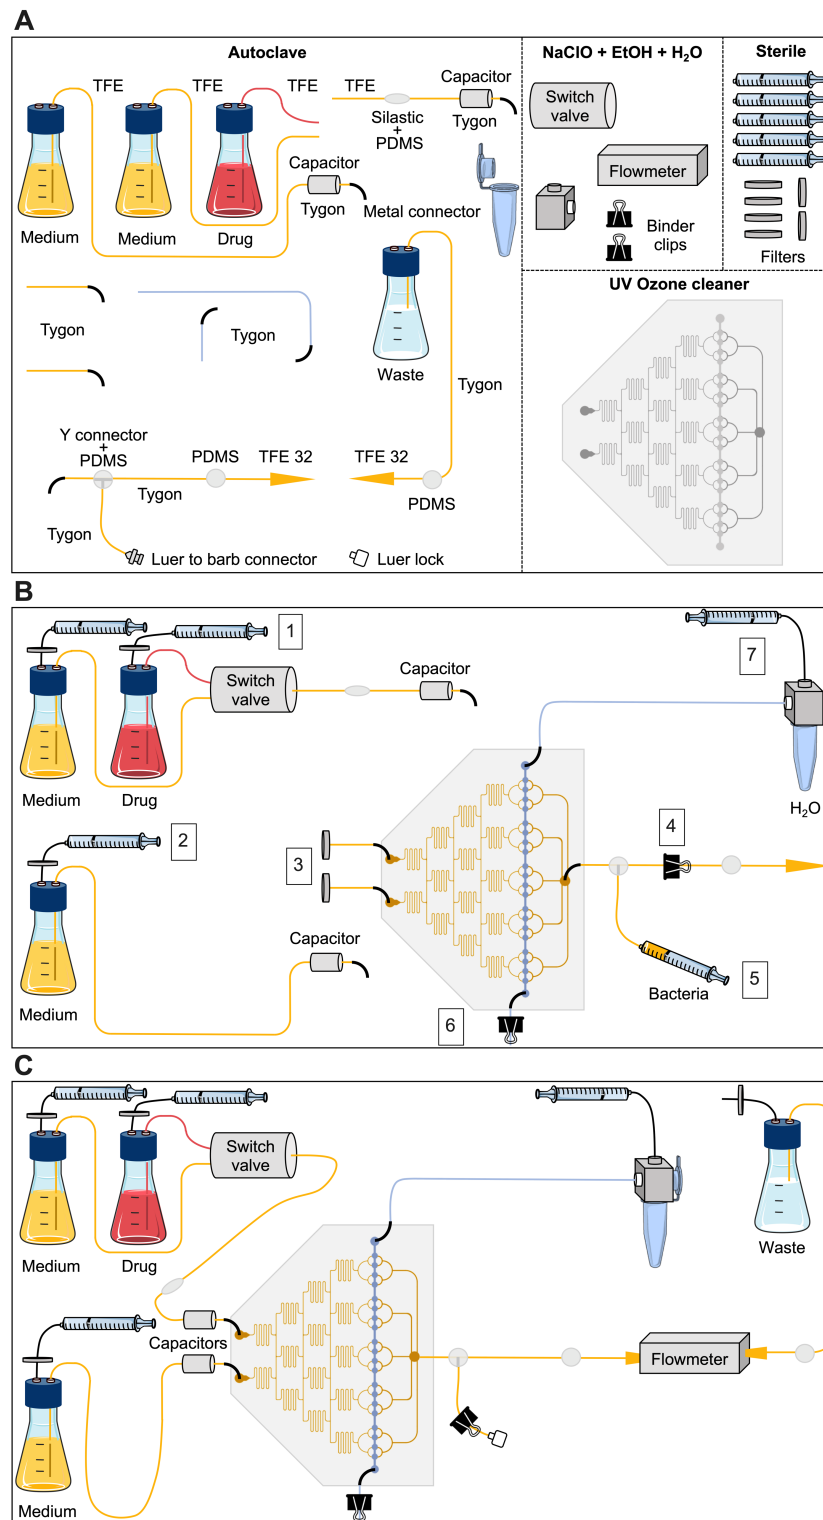 A
Autoclave
NaClO + EtOH + H₂O
Sterile
TFE
TFE
TFE
TFE
Capacitor
Silastic
+
PDMS
Tygon
Switch
valve
Flowmeter
Capacitor
Tygon
Metal connector
Medium
Medium
Drug
Binder
clips
Filters
UV Ozone cleaner
Tygon
Tygon
Waste
Tygon
Y connector
+
PDMS
PDMS
TFE 32
TFE 32
Tygon
PDMS
Tygon
Luer to barb connector
Luer lock
B
1
7
Switch
valve
Capacitor
Medium
Drug
H₂O
2
3
4
Capacitor
5
Bacteria
Medium
6
C
Switch
valve
Medium
Drug
Waste
Capacitors
Flowmeter
Medium